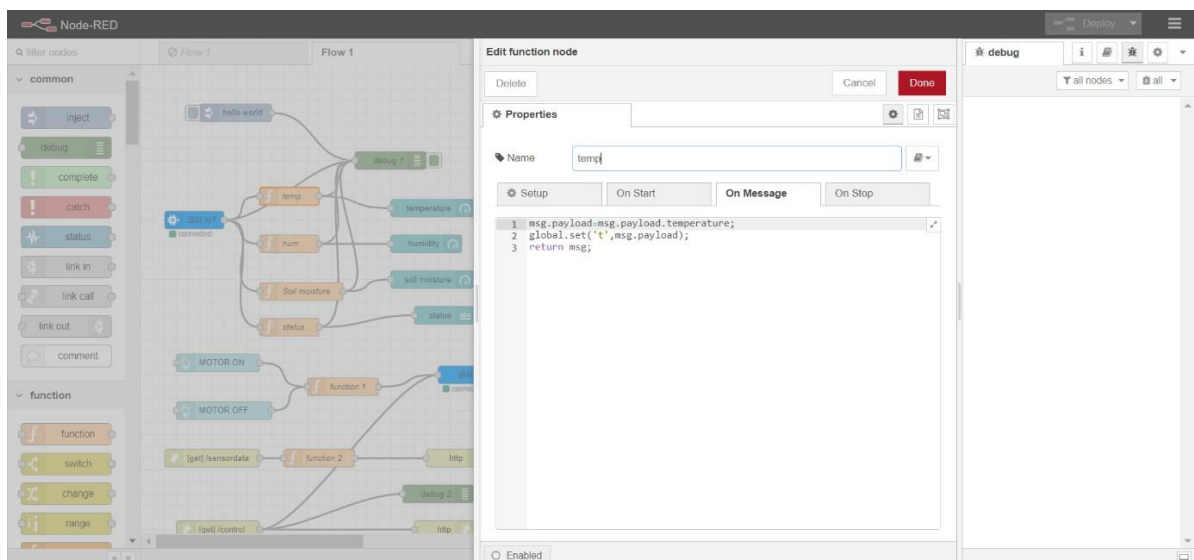 Node-RED
Deploy
filter nodes
common
inject
debug
complete
catch
status
link in
link call
link out
comment
function
function
switch
change
range
Flow 1
Flow 1
hello world
debug 1
temp
temperature
IBM IoT
connected
hum
humidity
Soil moisture
soil moisture
status
status
MOTOR ON
function 1
MOTOR OFF
[get] /sensordata
function 2
http
debug 2
[get] /control
http
Edit function node
Delete
Cancel
Done
Properties
Name
temp
Setup
On Start
On Message
On Stop
1 msg.payload=msg.payload.temperature;
2 global.set('t',msg.payload);
3 return msg;
Enabled
debug
all nodes
all